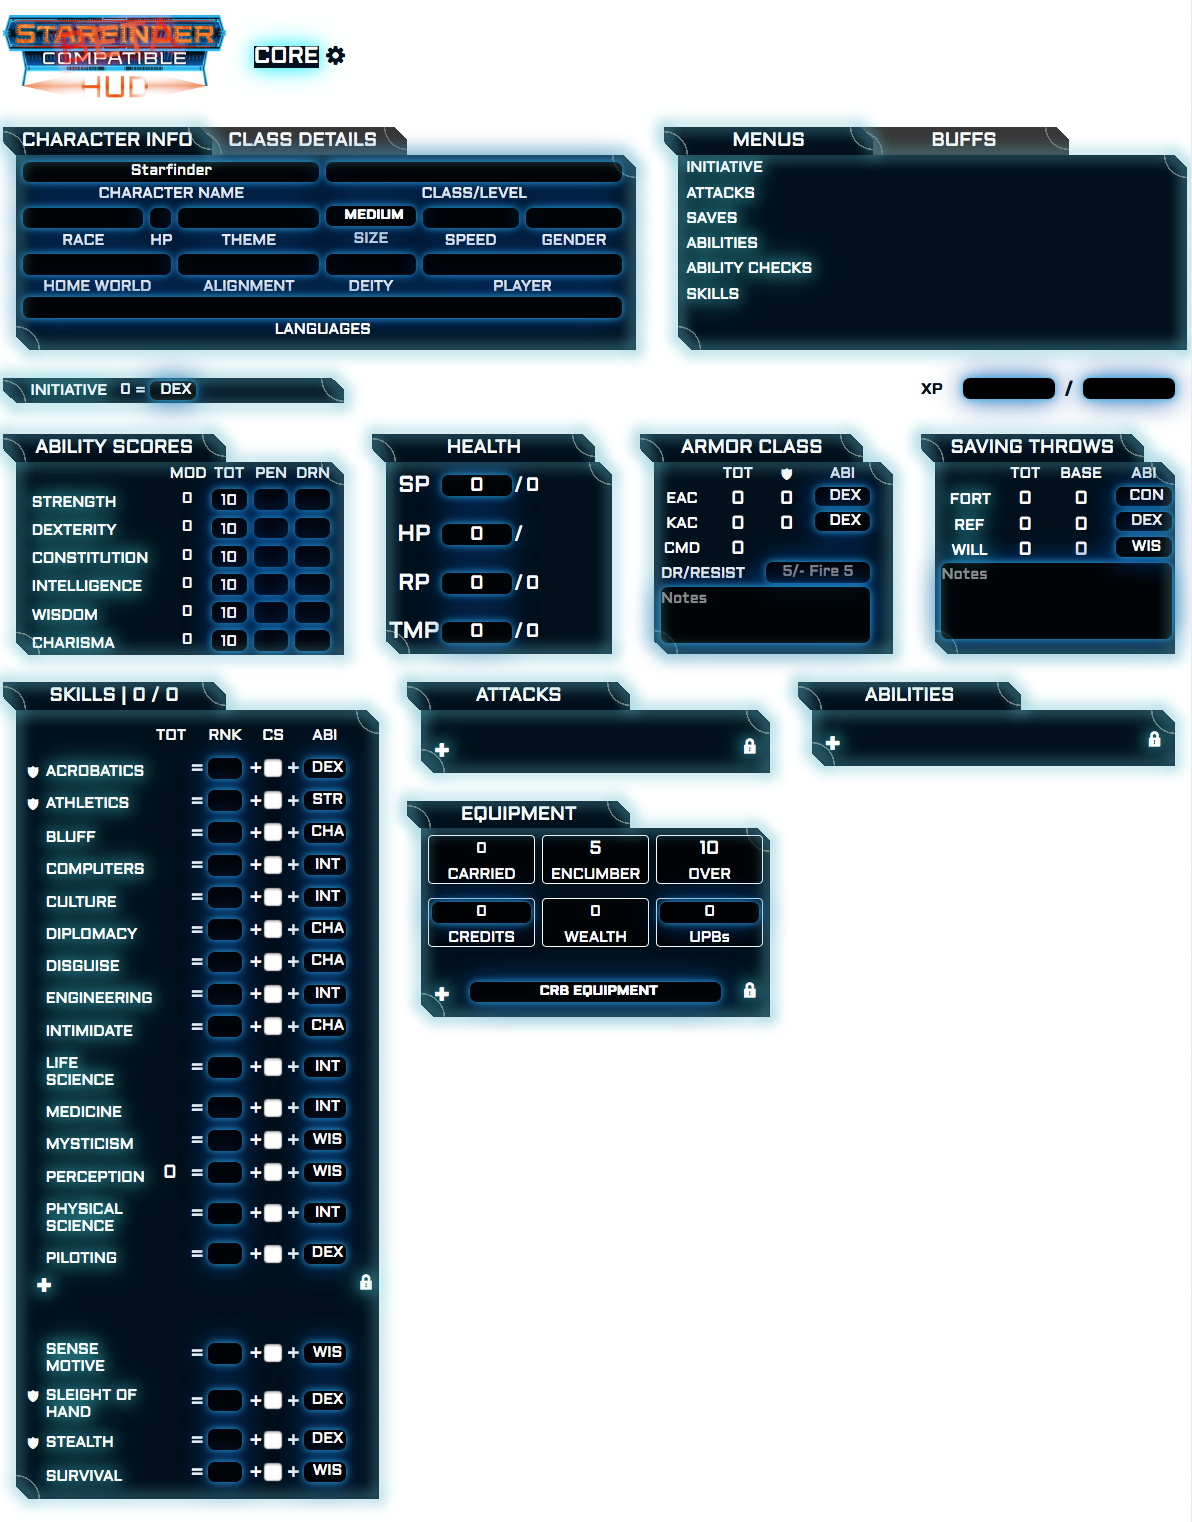 STARFINDER
BETA
COMPATIBLE
HUD
CORE
CHARACTER INFO CLASS DETAILS
Starfinder
CHARACTER NAME CLASS/LEVEL
MEDIUM
RACE HP THEME SIZE SPEED GENDER
HOME WORLD ALIGNMENT DEITY PLAYER
LANGUAGES
MENUS BUFFS
INITIATIVE
ATTACKS
SAVES
ABILITIES
ABILITY CHECKS
SKILLS
INITIATIVE 0 = DEX
XP /
ABILITY SCORES
MOD TOT PEN DRN
STRENGTH 0 10
DEXTERITY 0 10
CONSTITUTION 0 10
INTELLIGENCE 0 10
WISDOM 0 10
CHARISMA 0 10
HEALTH
SP 0 / 0
HP 0 /
RP 0 / 0
TMP 0 / 0
ARMOR CLASS
TOT ABI
EAC 0 0 DEX
KAC 0 0 DEX
CMD 0
DR/RESIST 5/- Fire 5
Notes
SAVING THROWS
TOT BASE ABI
FORT 0 0 CON
REF 0 0 DEX
WILL 0 0 WIS
Notes
SKILLS | 0 / 0
TOT RNK CS ABI
ACROBATICS = + + DEX
ATHLETICS = + + STR
BLUFF = + + CHA
COMPUTERS = + + INT
CULTURE = + + INT
DIPLOMACY = + + CHA
DISGUISE = + + CHA
ENGINEERING = + + INT
INTIMIDATE = + + CHA
LIFE
SCIENCE = + + INT
MEDICINE = + + INT
MYSTICISM = + + WIS
PERCEPTION 0 = + + WIS
PHYSICAL
SCIENCE = + + INT
PILOTING = + + DEX
SENSE
MOTIVE = + + WIS
SLEIGHT OF
HAND = + + DEX
STEALTH = + + DEX
SURVIVAL = + + WIS
ATTACKS
ABILITIES
EQUIPMENT
0 5 10
CARRIED ENCUMBER OVER
0 0 0
CREDITS WEALTH UPBs
CRB EQUIPMENT